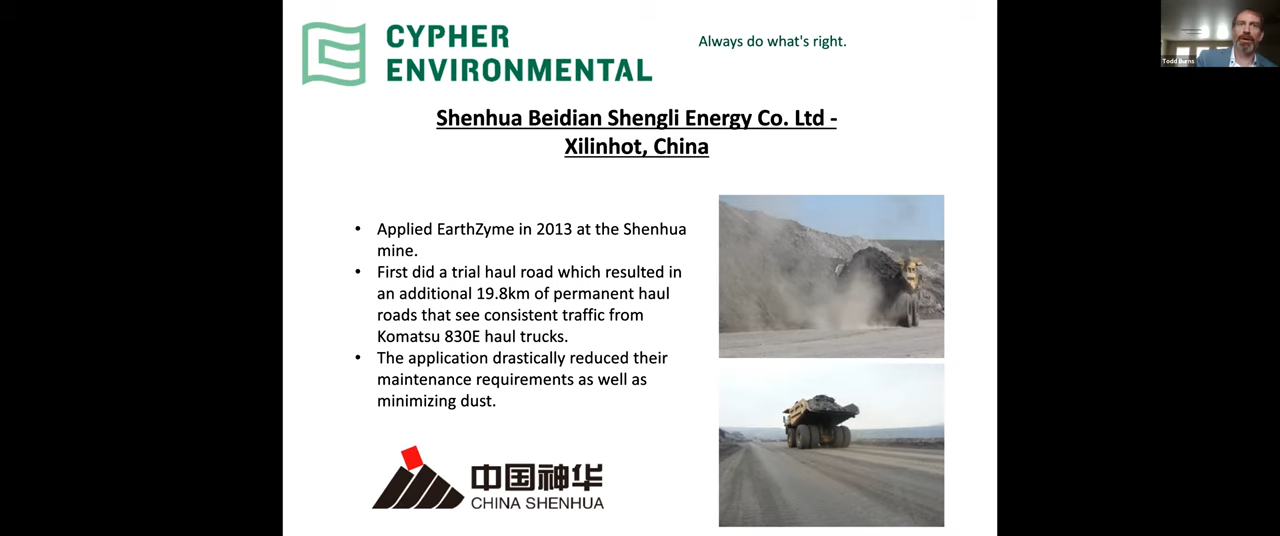 CYPHER
ENVIRONMENTAL
Always do what's right.
Todd Burns
Shenhua Beidian Shengli Energy Co. Ltd -
Xilinhot, China
• Applied EarthZyme in 2013 at the Shenhua
mine.
• First did a trial haul road which resulted in
an additional 19.8km of permanent haul
roads that see consistent traffic from
Komatsu 830E haul trucks.
• The application drastically reduced their
maintenance requirements as well as
minimizing dust.
中国神华
CHINA SHENHUA